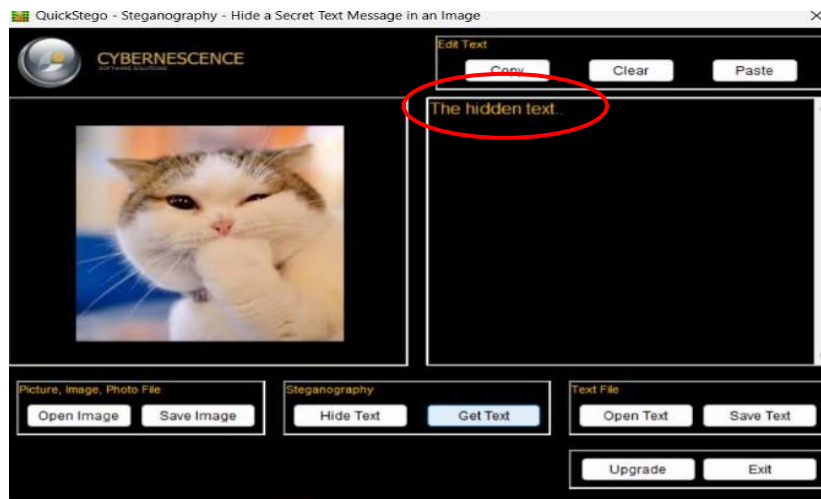 QuickStego - Steganography - Hide a Secret Text Message in an Image
CYBERNESCENCE
SOFTWARE SOLUTIONS
Edit Text
Copy Clear Paste
The hidden text..
Picture, Image, Photo File
Open Image Save Image
Steganography
Hide Text Get Text
Text File
Open Text Save Text
Upgrade Exit